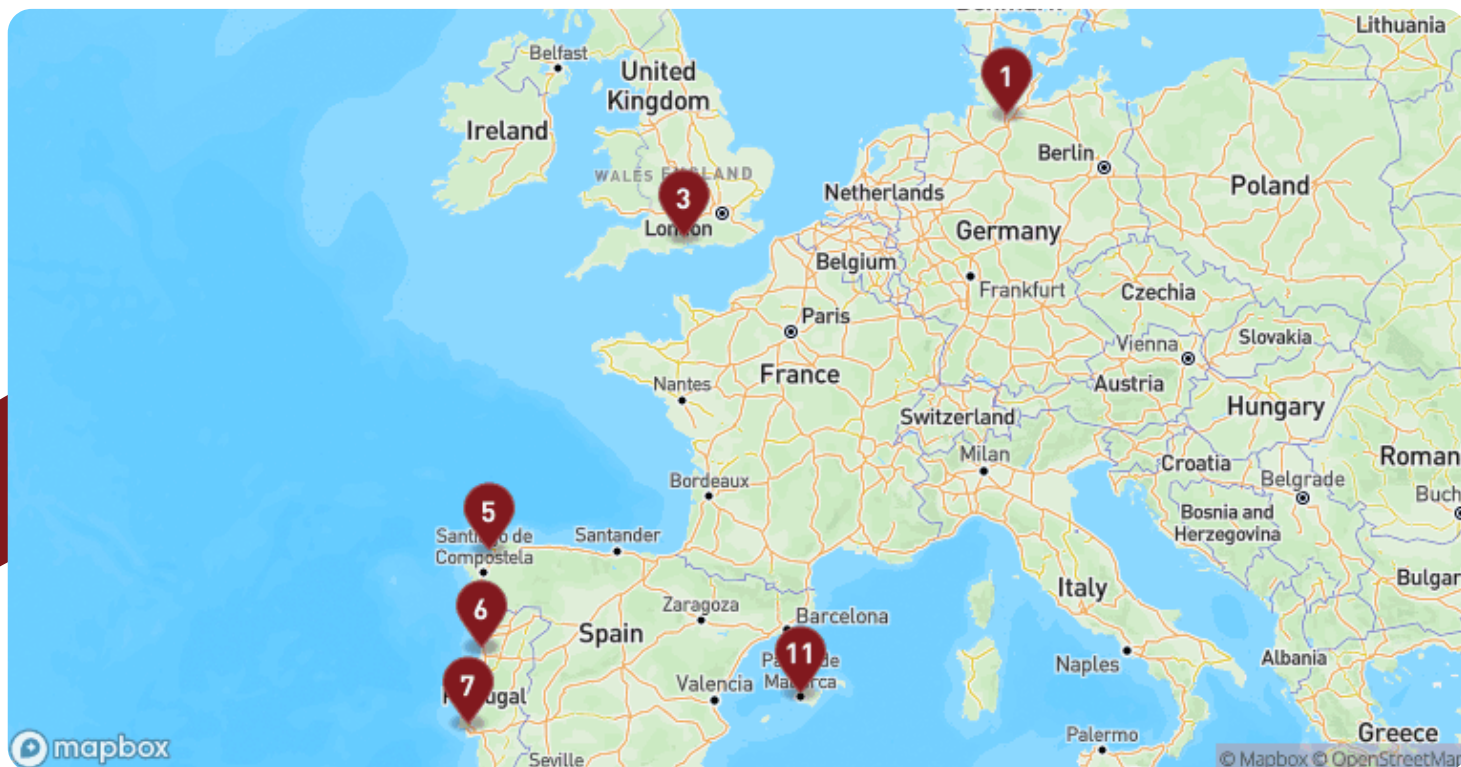 Lithuania
Belfast
United
Kingdom
1
Ireland
Berlin
WALES
3
Netherlands
Poland
London
Germany
Belgium
Frankfurt
Czechia
Paris
Slovakia
Vienna
France
Austria
Nantes
Hungary
Switzerland
Milan
Croatia
Roman
Bordeaux
Belgrade
5
Bosnia and
Herzegovina
Santander
Compostela
Bulgar
Italy
6
Zaragoza
Barcelona
Spain
11
Albania
Naples
7
Valencia
Palermo
Greece
mapbox
Seville
© Mapbox © OpenStreetMap